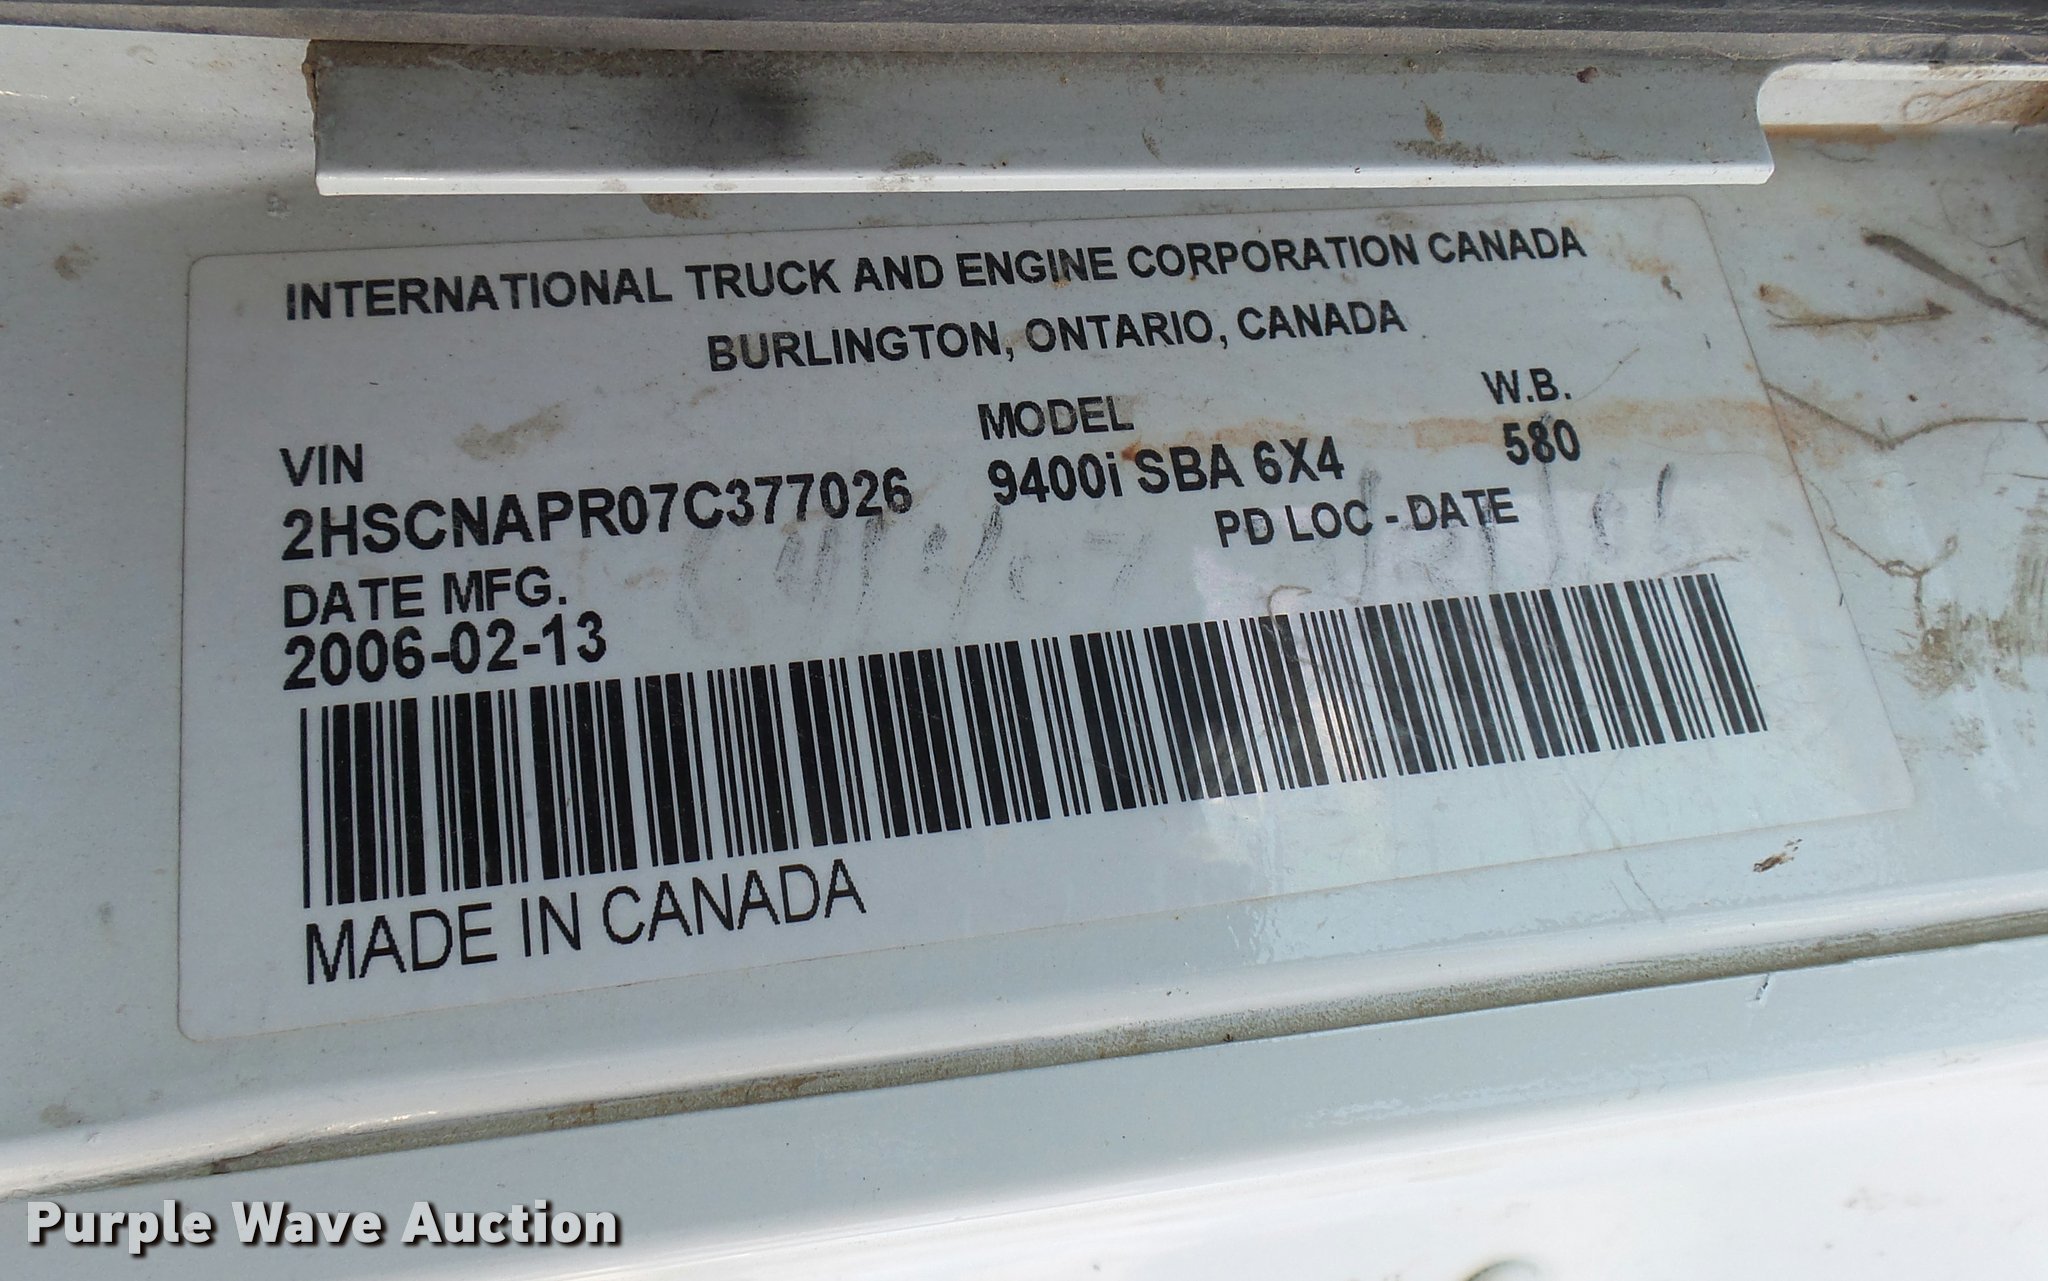 INTERNATIONAL TRUCK AND ENGINE CORPORATION CANADA
BURLINGTON, ONTARIO, CANADA
VIN MODEL W.B.
2HSCNAPR07C377026 9400i SBA 6X4 580
DATE MFG. PD LOC - DATE
2006-02-13
MADE IN CANADA
Purple Wave Auction